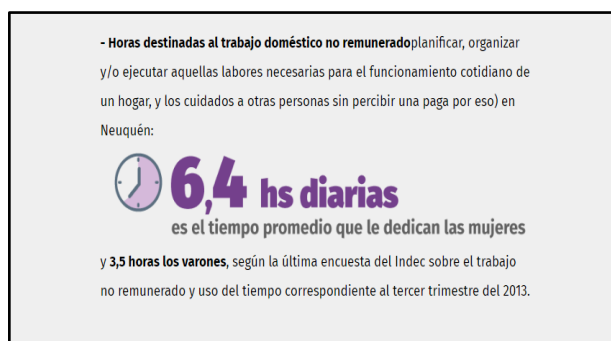 - Horas destinadas al trabajo doméstico no remuneradoplanificar, organizar
y/o ejecutar aquellas labores necesarias para el funcionamiento cotidiano de
un hogar, y los cuidados a otras personas sin percibir una paga por eso) en
Neuquén:
6,4 hs diarias
es el tiempo promedio que le dedican las mujeres
y 3,5 horas los varones, según la última encuesta del Indec sobre el trabajo
no remunerado y uso del tiempo correspondiente al tercer trimestre del 2013.